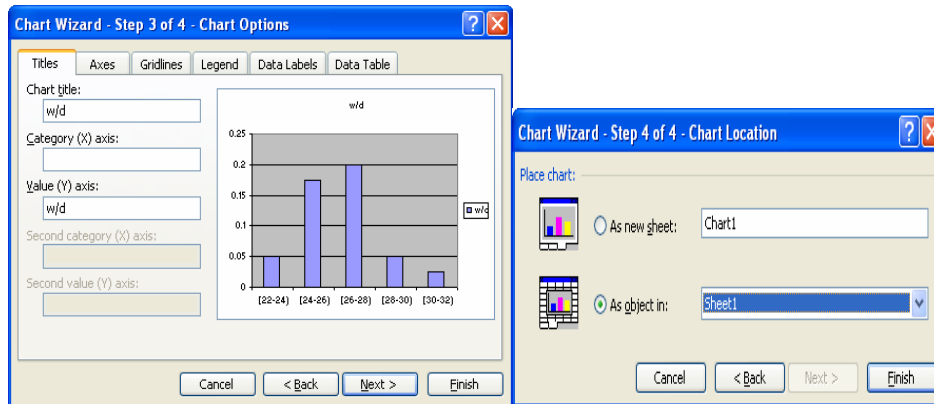 Chart Wizard - Step 3 of 4 - Chart Options
Titles Axes Gridlines Legend Data Labels Data Table
Chart title:
w/d
Category (X) axis:
Value (Y) axis:
w/d
Second category (X) axis:
Second value (Y) axis:
w/d
0.25
0.2
0.15
0.1
0.05
0
[22-24) [24-26) [26-28) [28-30) [30-32)
w/d
Cancel < Back Next > Finish
Chart Wizard - Step 4 of 4 - Chart Location
Place chart:
As new sheet: Chart1
As object in: Sheet1
Cancel < Back Next > Finish